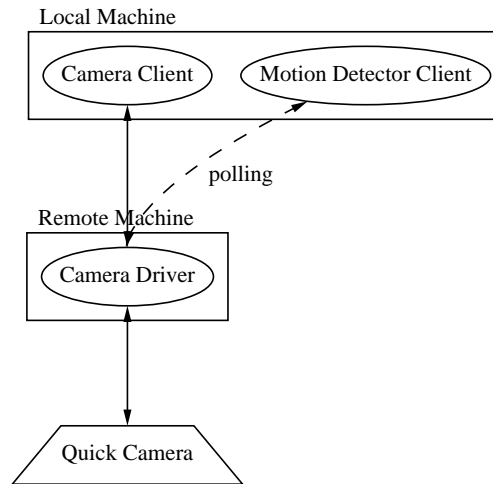 Local Machine
Camera Client
Motion Detector Client
polling
Remote Machine
Camera Driver
Quick Camera